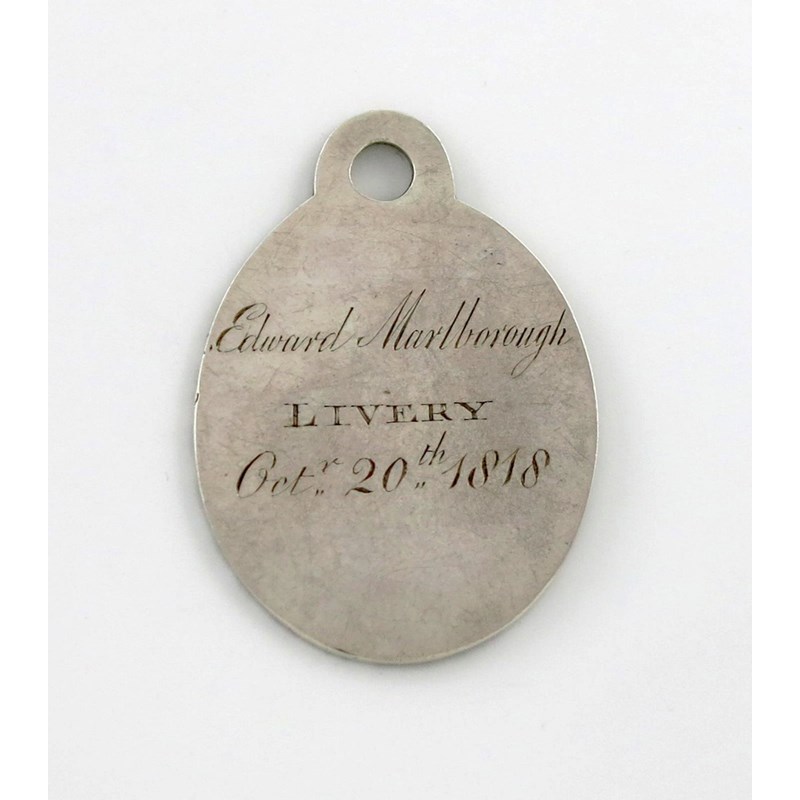 Edward Marlborough
LIVERY
Octr. 20th. 1818